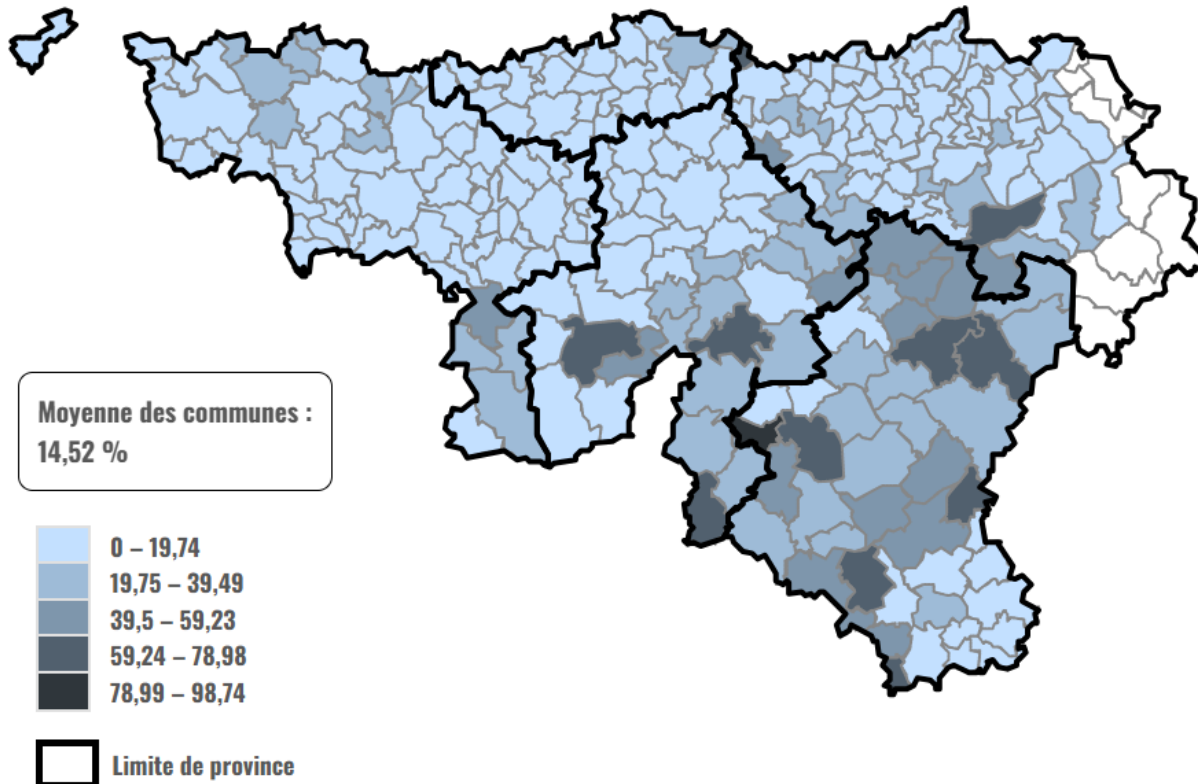 Moyenne des communes :
14,52 %
0 – 19,74
19,75 – 39,49
39,5 – 59,23
59,24 – 78,98
78,99 – 98,74
Limite de province